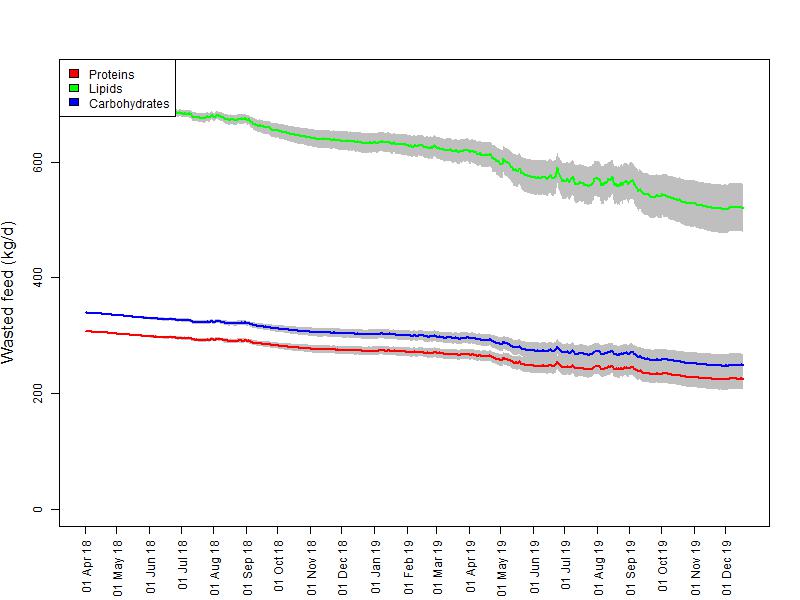 Proteins
Lipids
Carbohydrates
Wasted feed (kg/d)
600
400
200
0
01 Apr 18
01 May 18
01 Jun 18
01 Jul 18
01 Aug 18
01 Sep 18
01 Oct 18
01 Nov 18
01 Dec 18
01 Jan 19
01 Feb 19
01 Mar 19
01 Apr 19
01 May 19
01 Jun 19
01 Jul 19
01 Aug 19
01 Sep 19
01 Oct 19
01 Nov 19
01 Dec 19